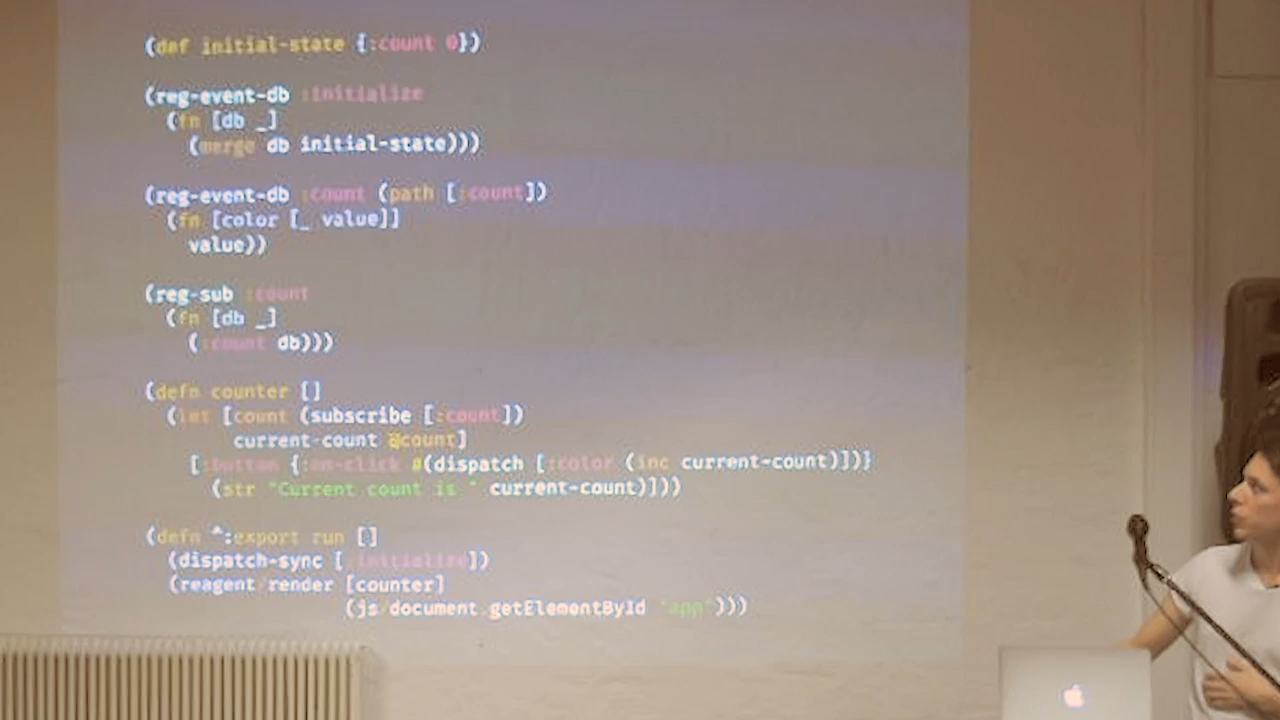 (def initial-state {:count 0})
(reg-event-db :initialize
(fn [db _]
(merge db initial-state)))
(reg-event-db :count (path [:count])
(fn [color [_ value]]
value))
(reg-sub :count
(fn [db _]
(:count db)))
(defn counter []
(let [count (subscribe [:count])
current-count @count]
[:button {:on-click #(dispatch [:color (inc current-count)])}
(str "Current count is " current-count)]))
(defn ^:export run []
(dispatch-sync [:initialize])
(reagent/render [counter]
(js/document.getElementById "app")))